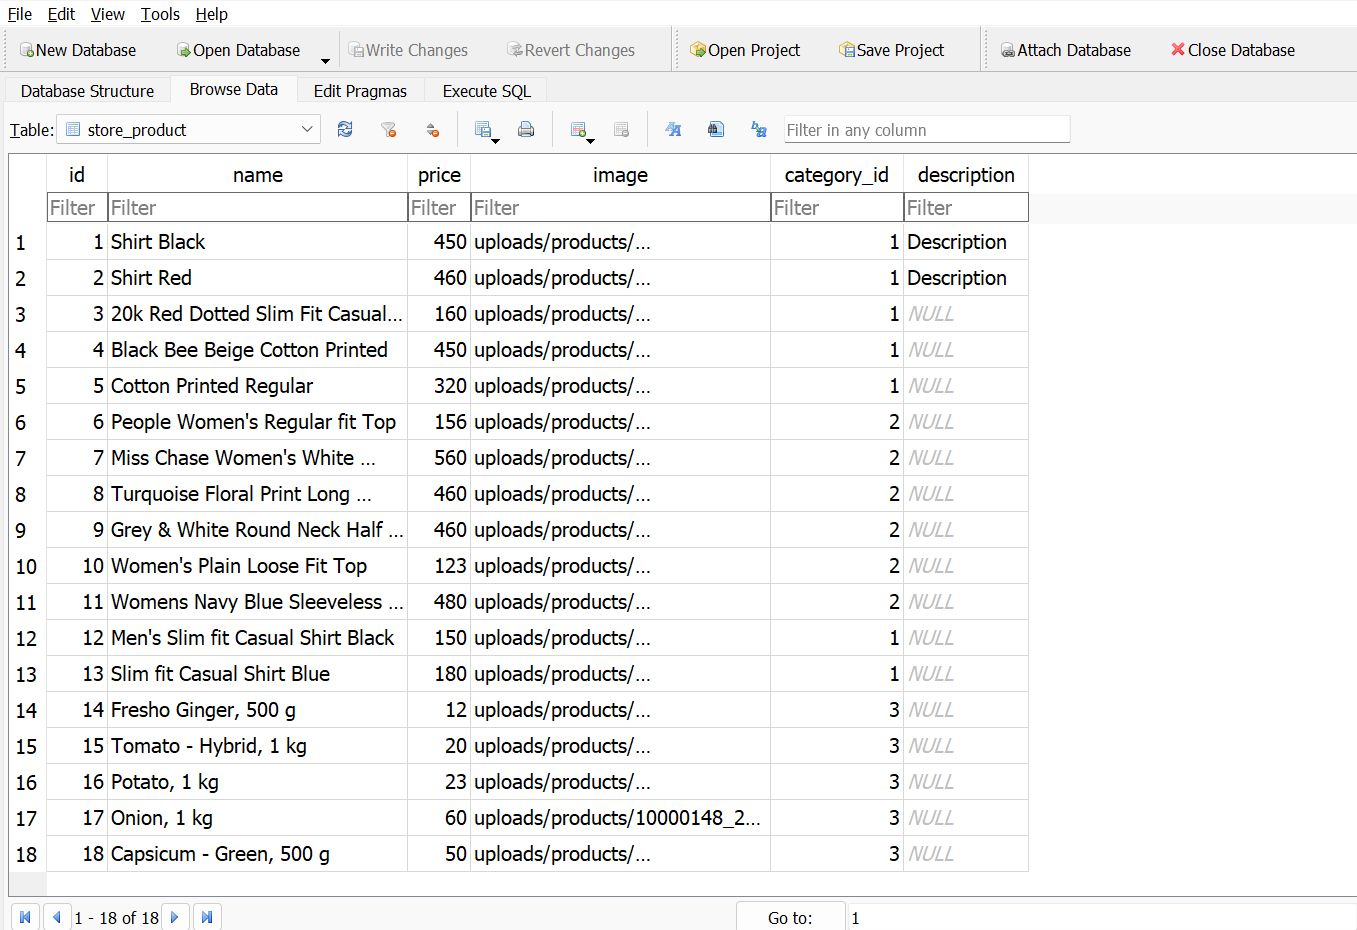 File Edit View Tools Help
New Database Open Database Write Changes Revert Changes Open Project Save Project Attach Database Close Database
Database Structure Browse Data Edit Pragmas Execute SQL
Table: store_product Filter in any column
id name price image category_id description
Filter Filter Filter Filter Filter Filter
1 1 Shirt Black 450 uploads/products/... 1 Description
2 2 Shirt Red 460 uploads/products/... 1 Description
3 3 20k Red Dotted Slim Fit Casual... 160 uploads/products/... 1 NULL
4 4 Black Bee Beige Cotton Printed 450 uploads/products/... 1 NULL
5 5 Cotton Printed Regular 320 uploads/products/... 1 NULL
6 6 People Women's Regular fit Top 156 uploads/products/... 2 NULL
7 7 Miss Chase Women's White ... 560 uploads/products/... 2 NULL
8 8 Turquoise Floral Print Long ... 460 uploads/products/... 2 NULL
9 9 Grey & White Round Neck Half ... 460 uploads/products/... 2 NULL
10 10 Women's Plain Loose Fit Top 123 uploads/products/... 2 NULL
11 11 Womens Navy Blue Sleeveless ... 480 uploads/products/... 2 NULL
12 12 Men's Slim fit Casual Shirt Black 150 uploads/products/... 1 NULL
13 13 Slim fit Casual Shirt Blue 180 uploads/products/... 1 NULL
14 14 Fresho Ginger, 500 g 12 uploads/products/... 3 NULL
15 15 Tomato - Hybrid, 1 kg 20 uploads/products/... 3 NULL
16 16 Potato, 1 kg 23 uploads/products/... 3 NULL
17 17 Onion, 1 kg 60 uploads/products/10000148_2... 3 NULL
18 18 Capsicum - Green, 500 g 50 uploads/products/... 3 NULL
1 - 18 of 18 Go to: 1